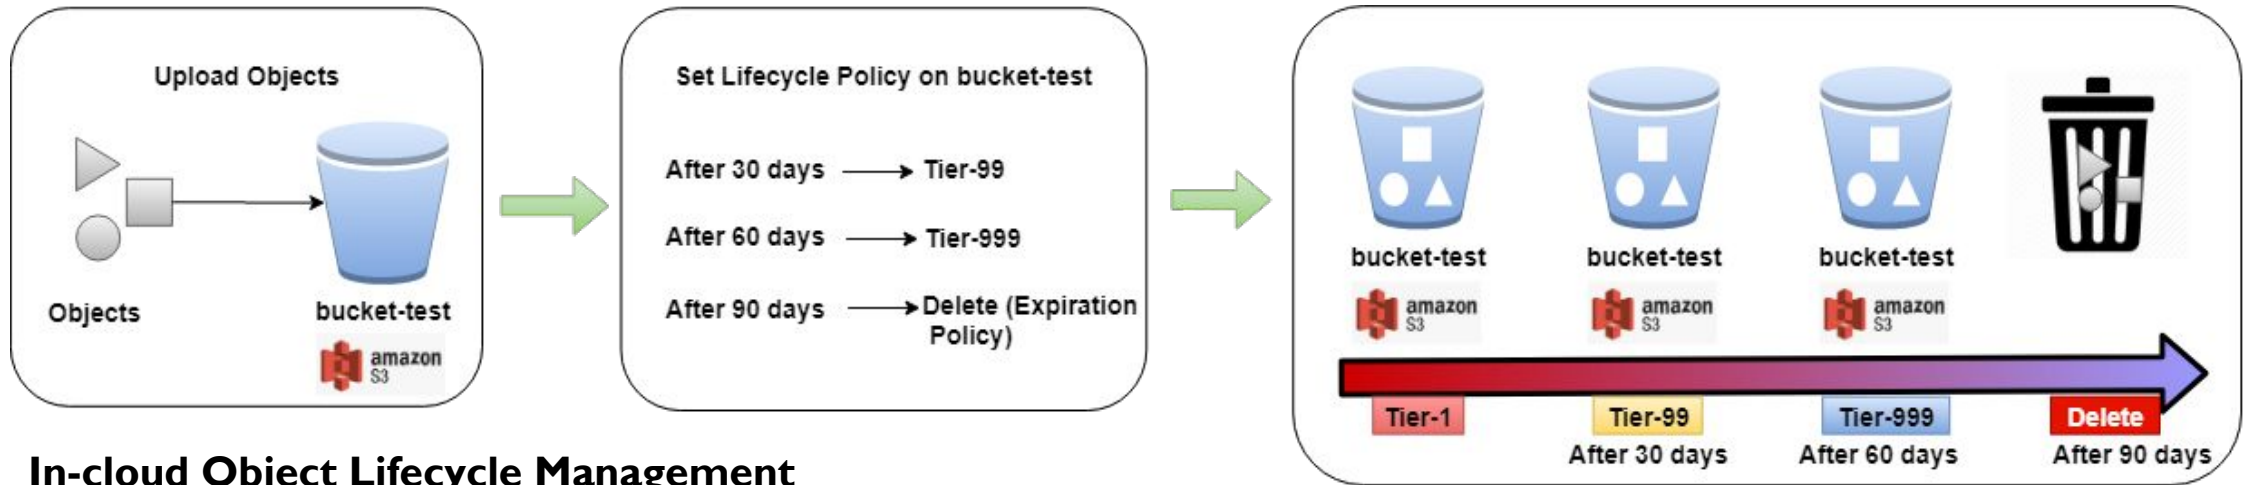 Upload Objects
Objects
bucket-test
amazon
S3
Set Lifecycle Policy on bucket-test
After 30 days
Tier-99
After 60 days
Tier-999
After 90 days
Delete (Expiration
Policy)
bucket-test
amazon
S3
bucket-test
amazon
S3
bucket-test
amazon
S3
Tier-1
Tier-99
After 30 days
Tier-999
After 60 days
Delete
After 90 days
In-cloud Object Lifecycle Management